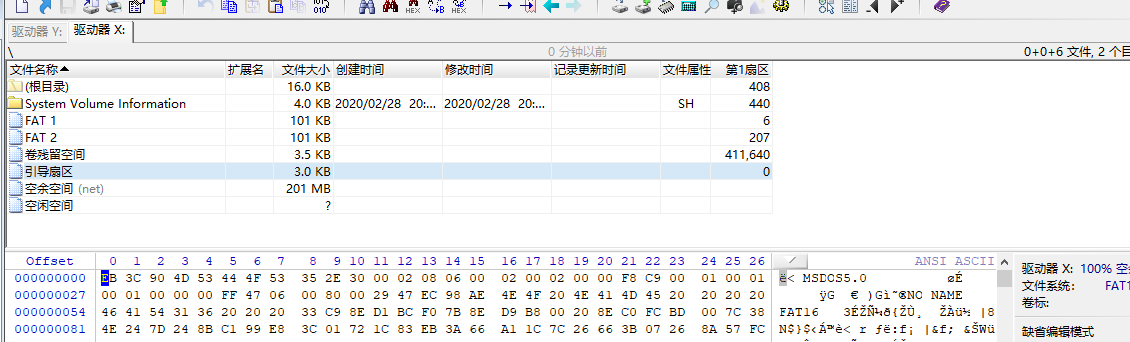 驱动器 Y: 驱动器 X:
\ 0 分钟以前 0+0+6 文件, 2 个目
文件名称 扩展名 文件大小 创建时间 修改时间 记录更新时间 文件属性 第1扇区
(根目录) 16.0 KB 408
System Volume Information 4.0 KB 2020/02/28 20:... 2020/02/28 20:... SH 440
FAT 1 101 KB 6
FAT 2 101 KB 207
卷残留空间 3.5 KB 411,640
引导扇区 3.0 KB 0
空余空间 (net) 201 MB
空闲空间 ?
Offset 0 1 2 3 4 5 6 7 8 9 10 11 12 13 14 15 16 17 18 19 20 21 22 23 24 25 26 ANSI ASCII
000000000 EB 3C 90 4D 53 44 4F 53 35 2E 30 00 02 08 06 00 02 00 02 00 00 F8 C9 00 01 00 01 ë< MSDOS5.0 øÉ
000000027 00 01 00 00 00 FF 47 06 00 80 00 29 47 EC 98 AE 4E 4F 20 4E 41 4D 45 20 20 20 20 ÿG € )Gì˜®NO NAME
000000054 46 41 54 31 36 20 20 20 33 C9 8E D1 BC F0 7B 8E D9 B8 00 20 8E C0 FC BD 00 7C 38 FAT16 3ÉŽÑ¼ð{ŽÙ¸ ŽÀü½ |8
000000081 4E 24 7D 24 8B C1 99 E8 3C 01 72 1C 83 EB 3A 66 A1 1C 7C 26 66 3B 07 26 8A 57 FC N$}$‹Á™è< r ƒë:f¡ |&f; &ŠWü
驱动器 X: 100% 空
文件系统: FAT1
卷标:
缺省编辑模式